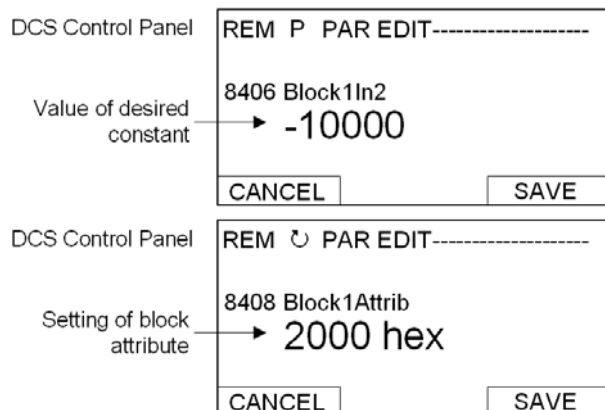 DCS Control Panel
REM P PAR EDIT---------------------
8406 Block1In2
Value of desired
constant
-10000
CANCEL
SAVE
DCS Control Panel
REM ↻ PAR EDIT---------------------
8408 Block1Attrib
Setting of block
attribute
2000 hex
CANCEL
SAVE